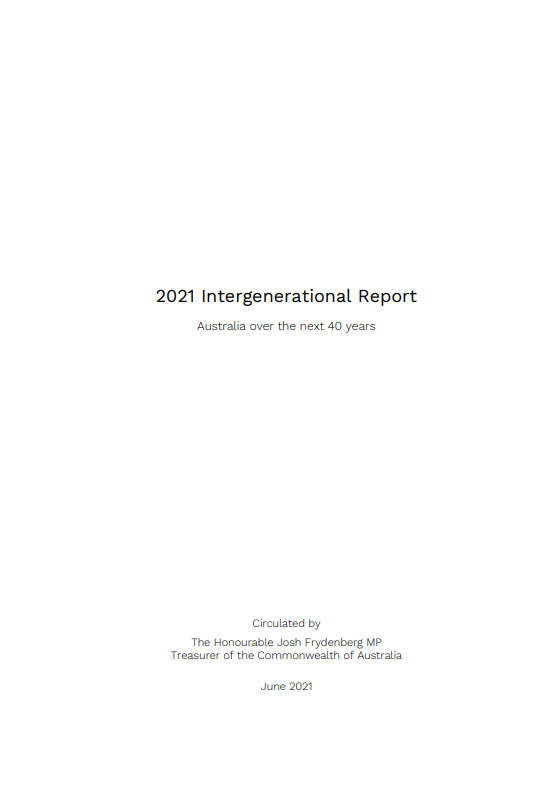 2021 Intergenerational Report
Australia over the next 40 years
Circulated by
The Honourable Josh Frydenberg MP
Treasurer of the Commonwealth of Australia
June 2021